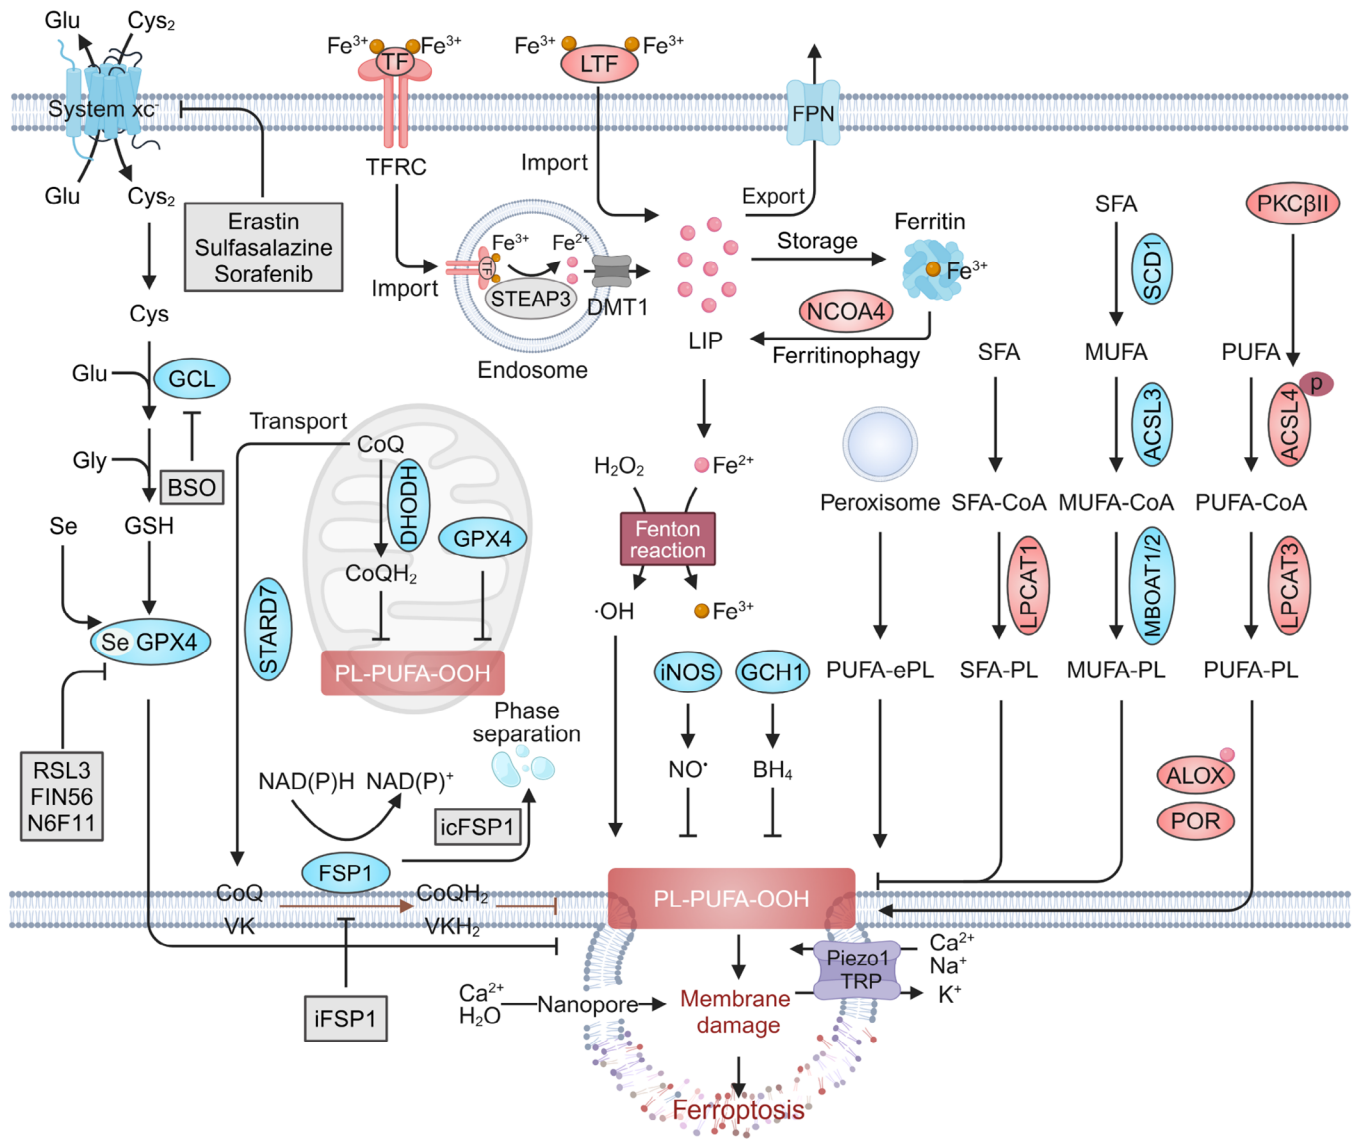 Glu
Cys2
Fe3+
TF
Fe3+
Fe3+
LTF
Fe3+
System xc-
FPN
Glu
Cys2
TFRC
Import
Export
Erastin
Sulfasalazine
Sorafenib
Import
Fe3+
Fe2+
TF
STEAP3
DMT1
Endosome
LIP
Storage
Ferritin
Fe3+
NCOA4
Ferritinophagy
SFA
SCD1
PKCβII
Cys
Glu
GCL
Gly
BSO
Se
GSH
Se GPX4
RSL3
FIN56
N6F11
Transport
CoQ
DHODH
GPX4
CoQH2
STARD7
PL-PUFA-OOH
H2O2
Fe2+
Fenton
reaction
·OH
Fe3+
iNOS
GCH1
NO•
BH4
Peroxisome
PUFA-ePL
SFA
SFA-CoA
LPCAT1
SFA-PL
MUFA
ACSL3
MUFA-CoA
MBOAT1/2
MUFA-PL
PUFA
p
ACSL4
PUFA-CoA
LPCAT3
PUFA-PL
ALOX
POR
Phase
separation
NAD(P)H
NAD(P)+
icFSP1
FSP1
CoQ
CoQH2
VK
VKH2
iFSP1
PL-PUFA-OOH
Ca2+
H2O
Nanopore
Membrane
damage
Piezo1
TRP
Ca2+
Na+
K+
Ferroptosis